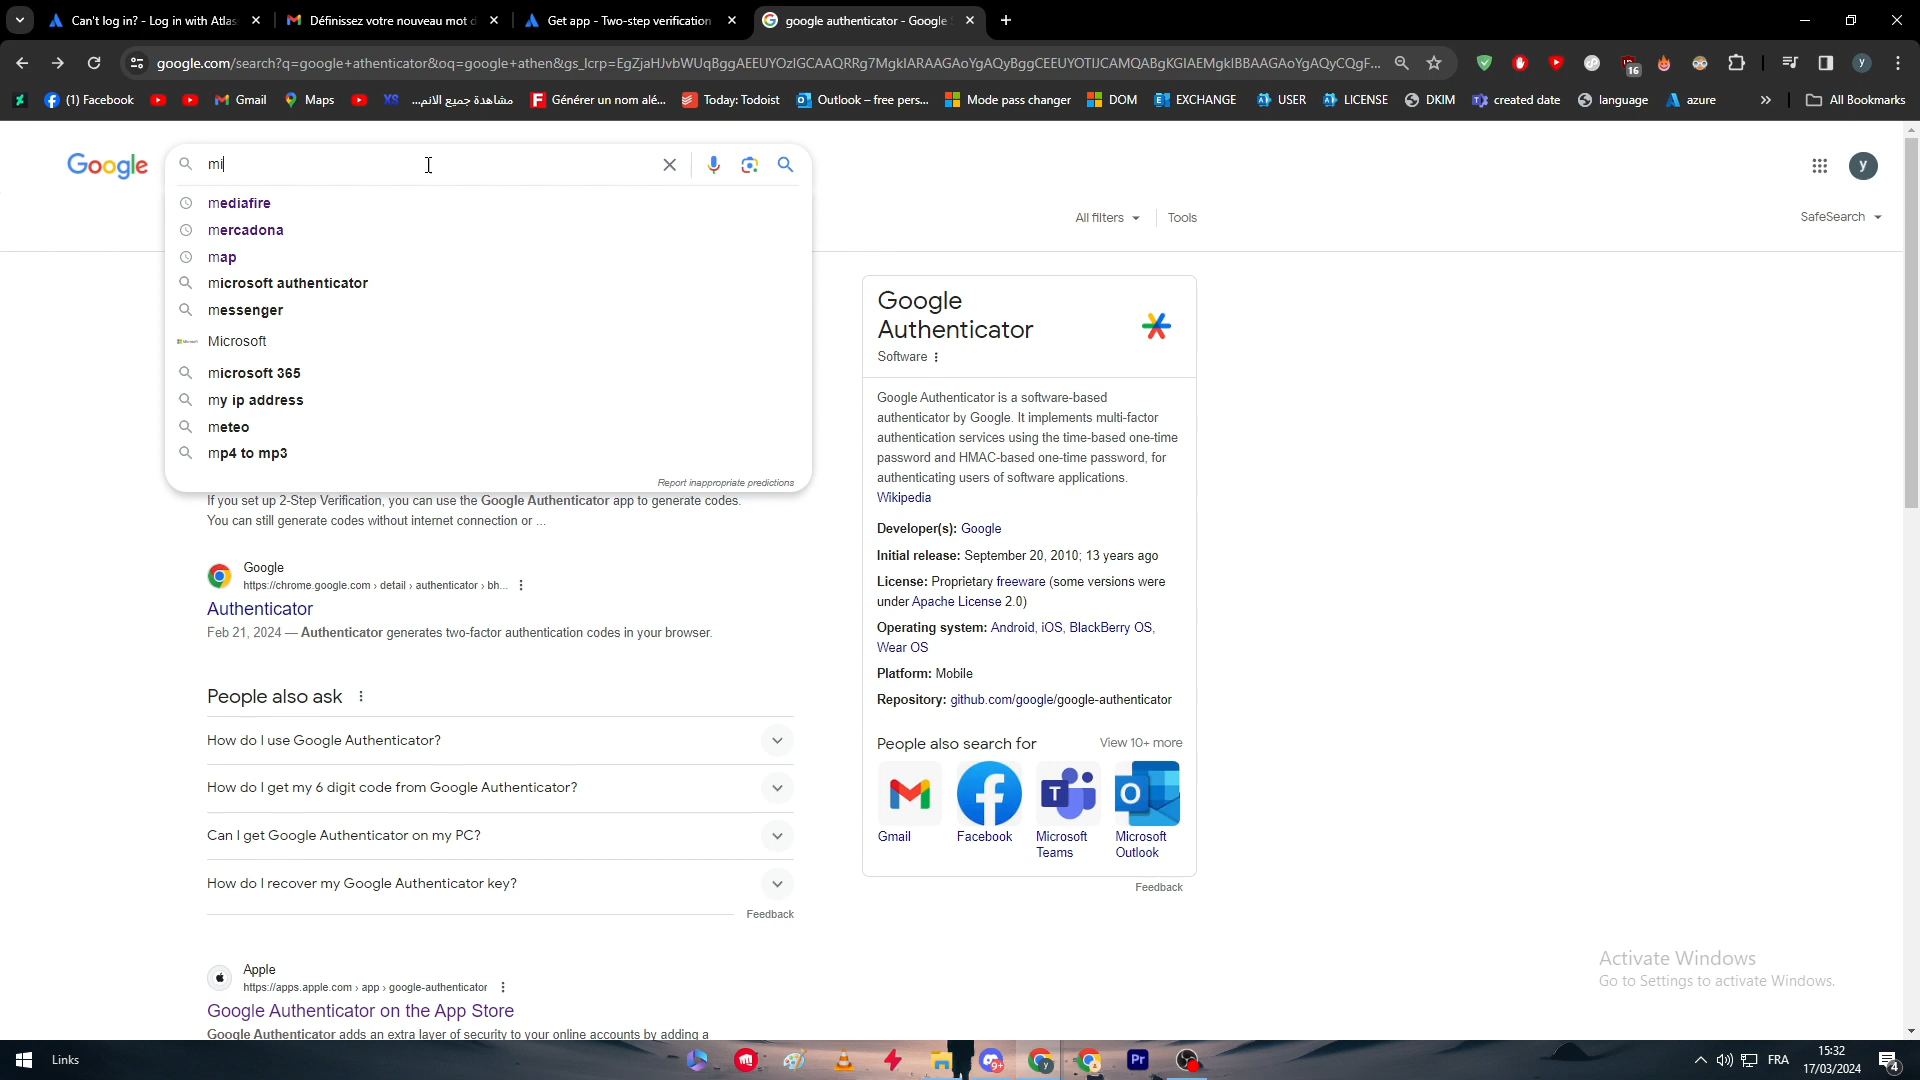 Can't log in? - Log in with Atlas
Définissez votre nouveau mot d
Get app - Two-step verification
google authenticator - Google S
google.com/search?q=google+athenticator&oq=google+athen&gs_lcrp=EgZjaHJvbWUqBggAEEUYOzIGCAAQRRg7MgkIARAAGAoYgAQyBggCEEUYOTIJCAMQABgKGIAEMgkIBBAAGAoYgAQyCQgF...
16
(1) Facebook
Gmail
Maps
XS
مشاهدة جميع الانم...
Générer un nom alé...
Today: Todoist
Outlook – free pers...
Mode pass changer
DOM
EXCHANGE
USER
LICENSE
DKIM
created date
language
azure
»
All Bookmarks
Google
mi
y
All filters
Tools
SafeSearch
mediafire
mercadona
map
microsoft authenticator
messenger
Microsoft
microsoft 365
my ip address
meteo
mp4 to mp3
Report inappropriate predictions
If you set up 2-Step Verification, you can use the Google Authenticator app to generate codes.
You can still generate codes without internet connection or ...
Google
https://chrome.google.com › detail › authenticator › bh...
Authenticator
Feb 21, 2024 — Authenticator generates two-factor authentication codes in your browser.
People also ask
How do I use Google Authenticator?
How do I get my 6 digit code from Google Authenticator?
Can I get Google Authenticator on my PC?
How do I recover my Google Authenticator key?
Feedback
Apple
https://apps.apple.com › app › google-authenticator
Google Authenticator on the App Store
Google Authenticator adds an extra layer of security to your online accounts by adding a
Google
Authenticator
Software
Google Authenticator is a software-based
authenticator by Google. It implements multi-factor
authentication services using the time-based one-time
password and HMAC-based one-time password, for
authenticating users of software applications.
Wikipedia
Developer(s): Google
Initial release: September 20, 2010; 13 years ago
License: Proprietary freeware (some versions were
under Apache License 2.0)
Operating system: Android, iOS, BlackBerry OS,
Wear OS
Platform: Mobile
Repository: github.com/google/google-authenticator
People also search for
View 10+ more
Gmail
Facebook
Microsoft
Teams
Microsoft
Outlook
Feedback
Activate Windows
Go to Settings to activate Windows.
Links
Pr
FRA
15:32
17/03/2024
4